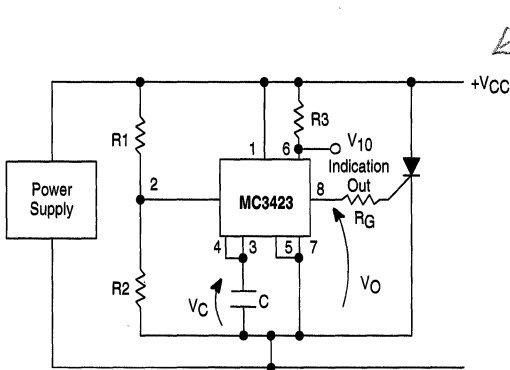 +VCC
R3
R1
1
6
V10
Indication
Out
Power
Supply
2
MC3423
8
RG
4
3
5
7
R2
VC
C
VO